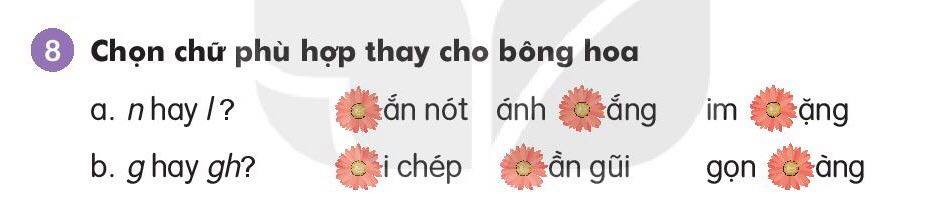 8 Chọn chữ phù hợp thay cho bông hoa
a. n hay l? ắn nót ánh ắng im ặng
b. g hay gh? i chép ần gũi gọn àng